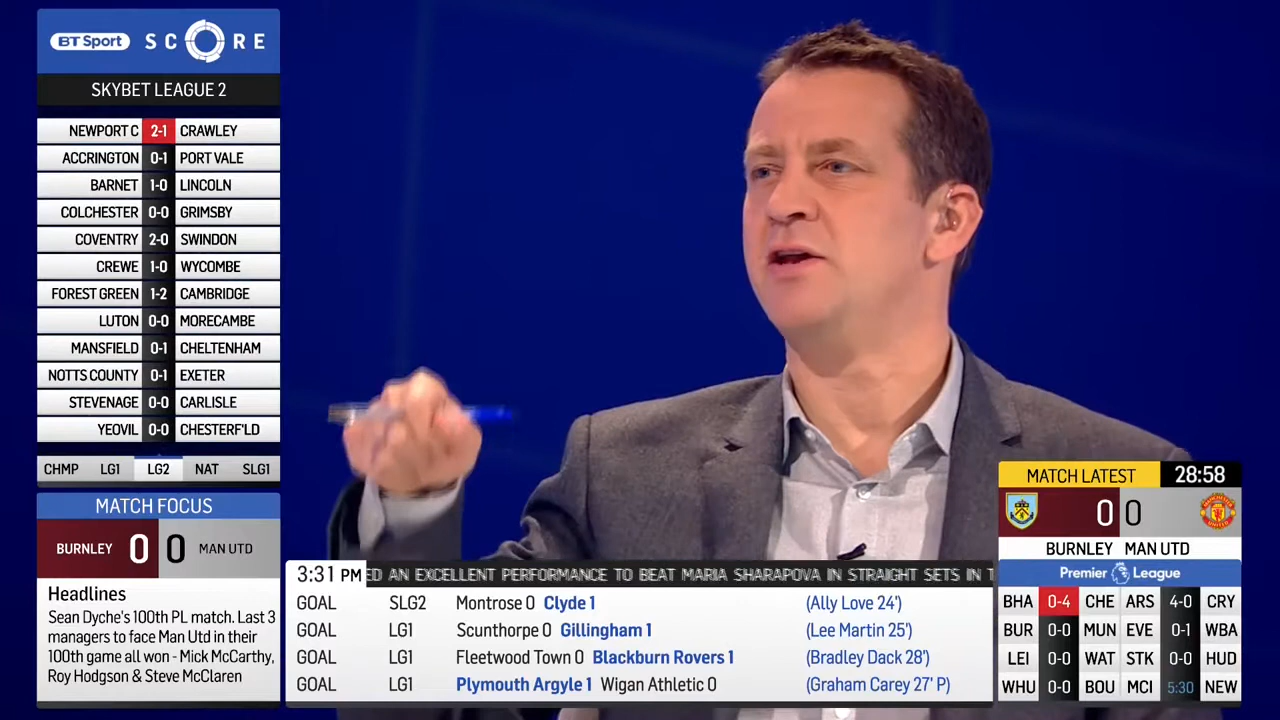 BT Sport SCORE
SKYBET LEAGUE 2
NEWPORT C 2-1 CRAWLEY
ACCRINGTON 0-1 PORT VALE
BARNET 1-0 LINCOLN
COLCHESTER 0-0 GRIMSBY
COVENTRY 2-0 SWINDON
CREWE 1-0 WYCOMBE
FOREST GREEN 1-2 CAMBRIDGE
LUTON 0-0 MORECAMBE
MANSFIELD 0-1 CHELTENHAM
NOTTS COUNTY 0-1 EXETER
STEVENAGE 0-0 CARLISLE
YEOVIL 0-0 CHESTERF'LD
CHMP LG1 LG2 NAT SLG1
MATCH FOCUS
BURNLEY 0 0 MAN UTD
Headlines
Sean Dyche's 100th PL match. Last 3
managers to face Man Utd in their
100th game all won - Mick McCarthy,
Roy Hodgson & Steve McClaren
3:31 PM ED AN EXCELLENT PERFORMANCE TO BEAT MARIA SHARAPOVA IN STRAIGHT SETS IN T
GOAL SLG2 Montrose 0 Clyde 1 (Ally Love 24')
GOAL LG1 Scunthorpe 0 Gillingham 1 (Lee Martin 25')
GOAL LG1 Fleetwood Town 0 Blackburn Rovers 1 (Bradley Dack 28')
GOAL LG1 Plymouth Argyle 1 Wigan Athletic 0 (Graham Carey 27' P)
MATCH LATEST 28:58
0 0
BURNLEY MAN UTD
Premier League
BHA 0-4 CHE ARS 4-0 CRY
BUR 0-0 MUN EVE 0-1 WBA
LEI 0-0 WAT STK 0-0 HUD
WHU 0-0 BOU MCI 5:30 NEW